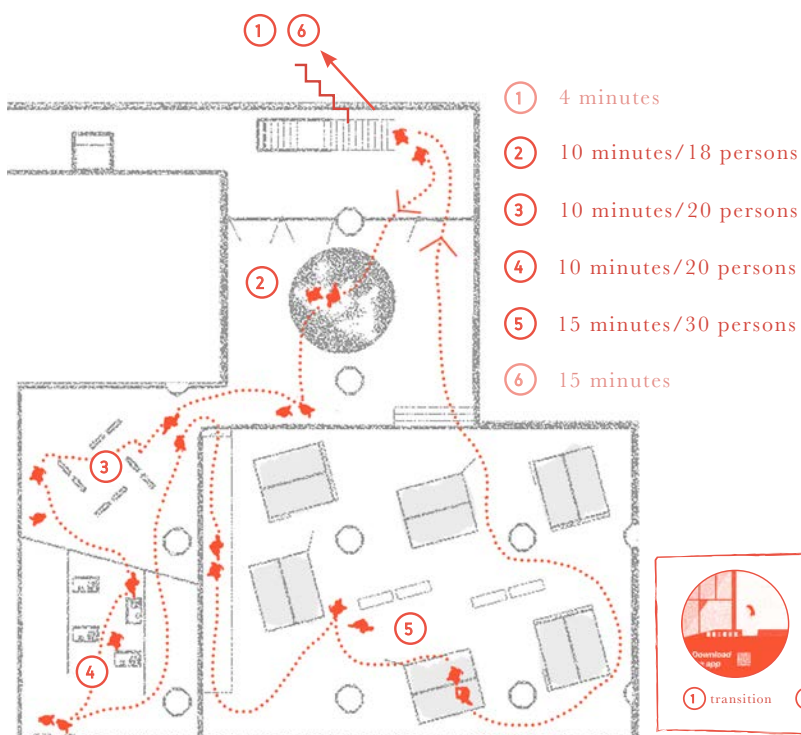 1 6
1 4 minutes
2 10 minutes/18 persons
3 10 minutes/20 persons
4 10 minutes/20 persons
5 15 minutes/30 persons
6 15 minutes
2
3
5
4
Download
app
1 transition